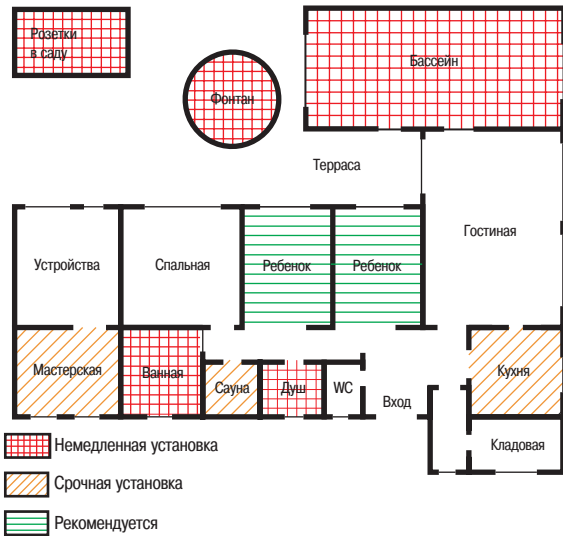 Розетки
в саду
Фонтан
Бассейн
Терраса
Гостиная
Устройства
Спальная
Ребенок
Ребенок
Мастерская
Ванная
Сауна
Душ
WC
Вход
Кухня
Кладовая
Немедленная установка
Срочная установка
Рекомендуется